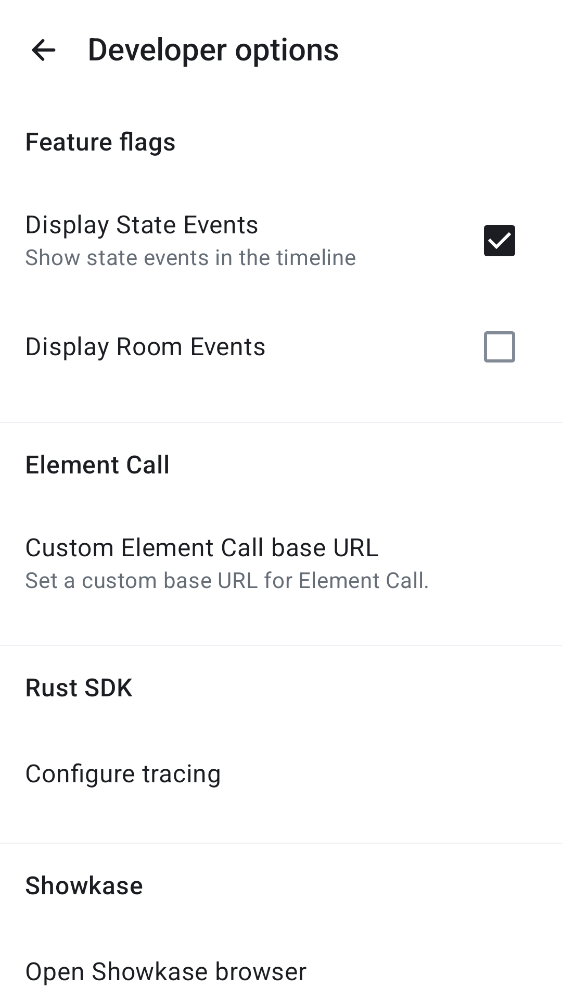 Developer options
Feature flags
Display State Events
Show state events in the timeline
Display Room Events
Element Call
Custom Element Call base URL
Set a custom base URL for Element Call.
Rust SDK
Configure tracing
Showkase
Open Showkase browser